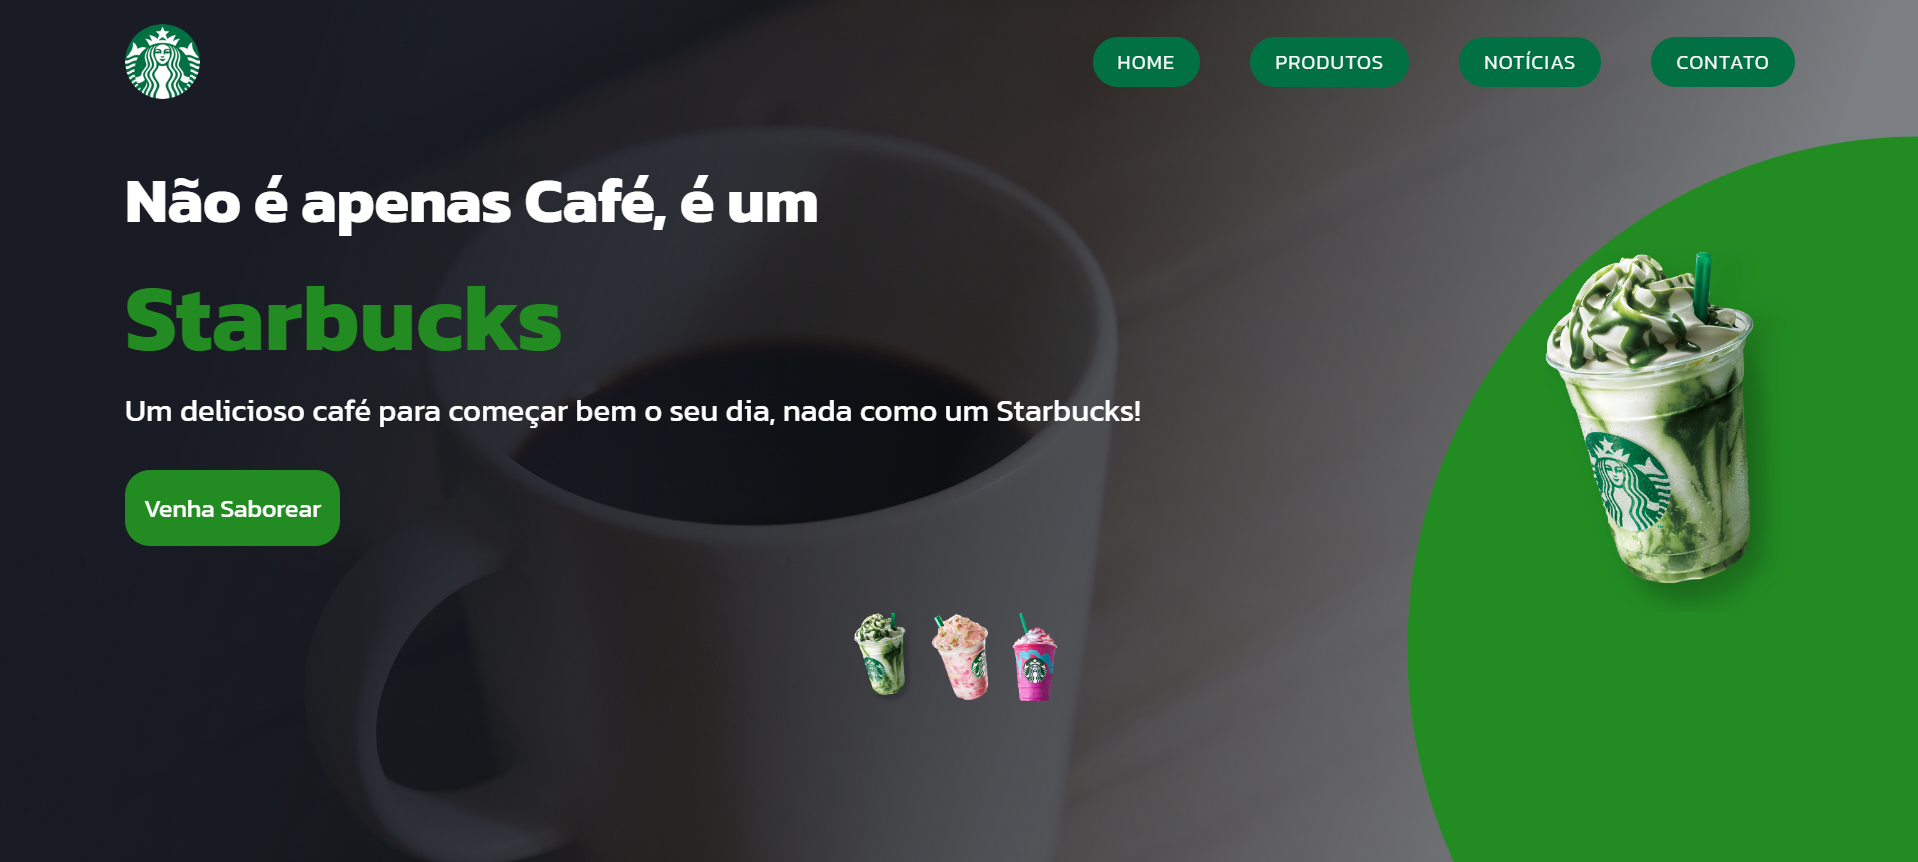 HOME
PRODUTOS
NOTÍCIAS
CONTATO
Não é apenas Café, é um
Starbucks
Um delicioso café para começar bem o seu dia, nada como um Starbucks!
Venha Saborear